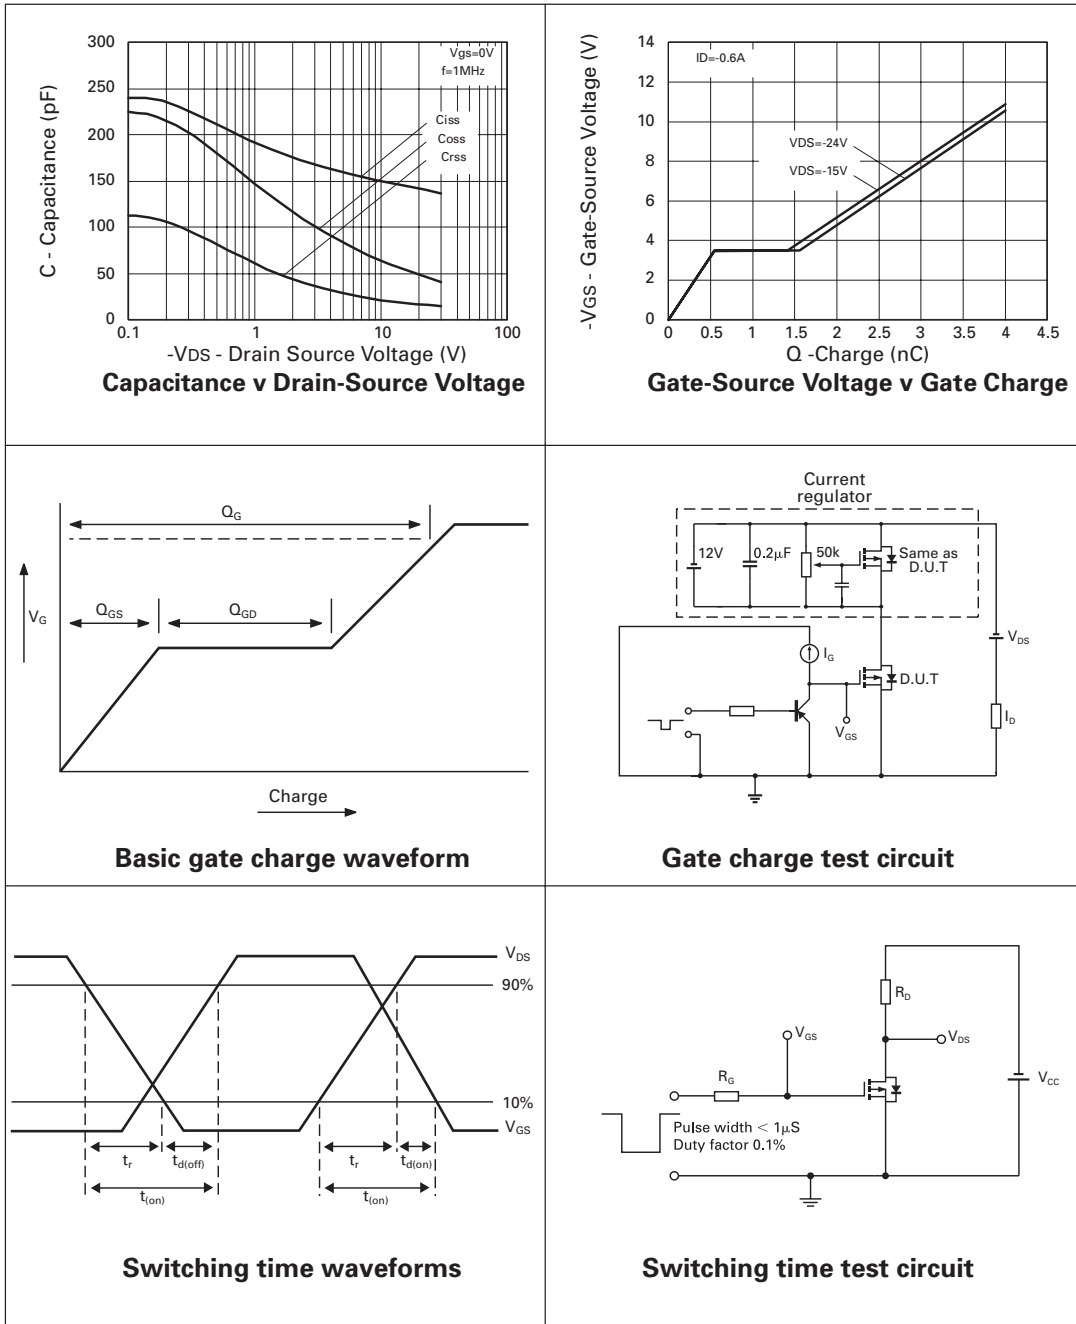 300
250
200
150
100
50
0
C - Capacitance (pF)
Vgs=0V
f=1MHz
Ciss
Coss
Crss
0.1
1
10
100
-VDS - Drain Source Voltage (V)
Capacitance v Drain-Source Voltage
14
12
10
8
6
4
2
0
-VGS - Gate-Source Voltage (V)
ID=-0.6A
VDS=-24V
VDS=-15V
0
0.5
1
1.5
2
2.5
3
3.5
4
4.5
Q -Charge (nC)
Gate-Source Voltage v Gate Charge
QG
VG
QGS
QGD
Charge
Basic gate charge waveform
Current
regulator
12V
0.2μF
50k
Same as
D.U.T
VDS
IG
D.U.T
VGS
ID
Gate charge test circuit
VDS
90%
10%
VGS
tr
td(off)
t(on)
tr
td(on)
t(on)
Switching time waveforms
RD
VGS
VDS
VCC
RG
Pulse width < 1μS
Duty factor 0.1%
Switching time test circuit